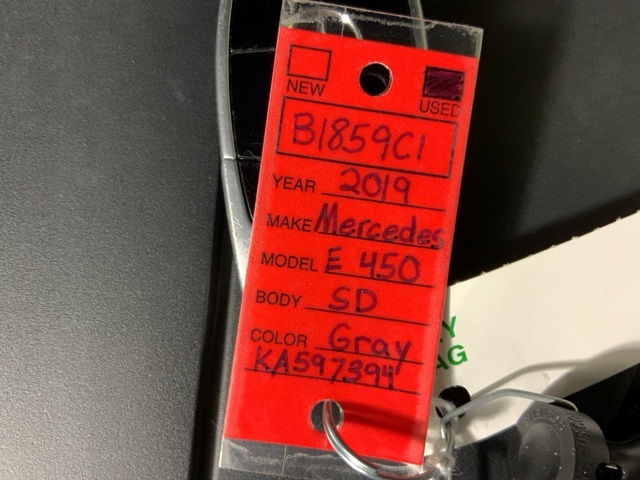 NEW USED
B1859C1
YEAR 2019
MAKE Mercedes
MODEL E 450
BODY SD
COLOR Gray
KA597394